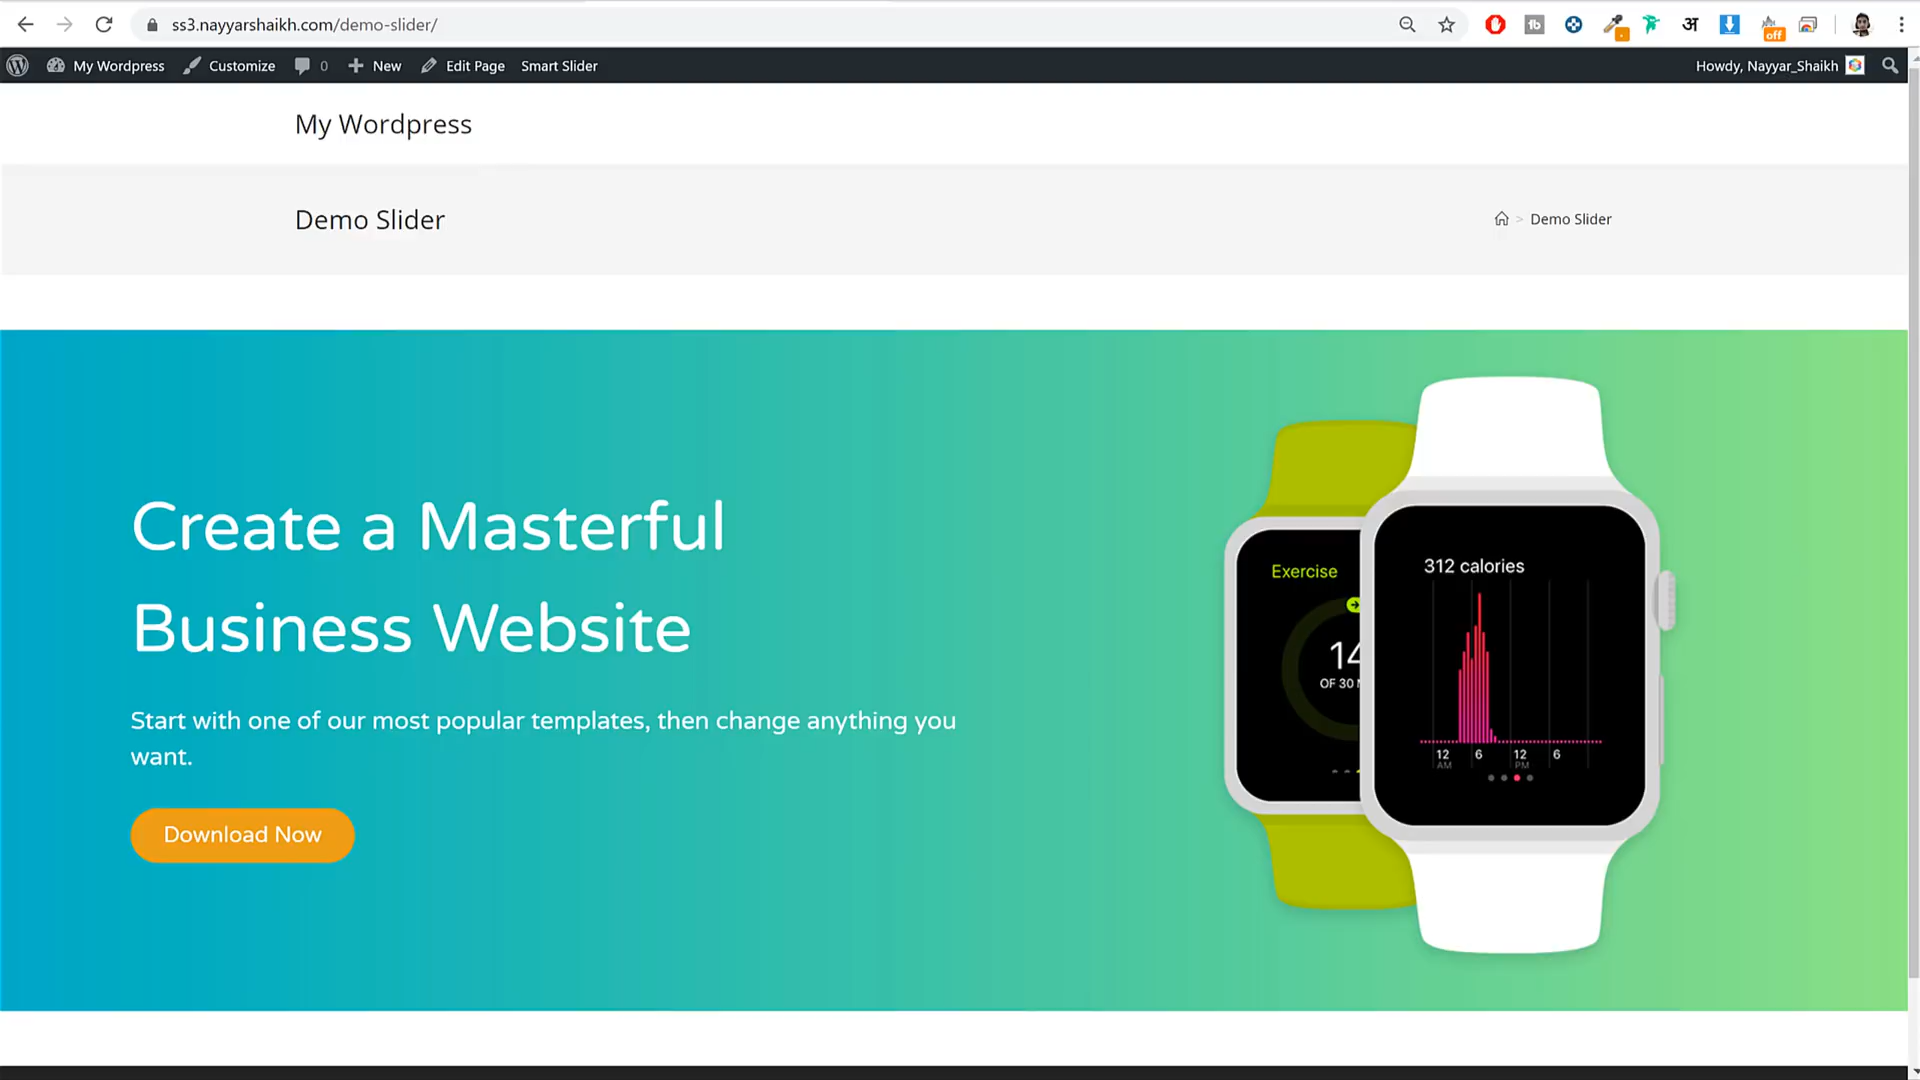 ss3.nayyarshaikh.com/demo-slider/
off
My Wordpress
Customize
0
New
Edit Page
Smart Slider
Howdy, Nayyar_Shaikh
My Wordpress
Demo Slider
> Demo Slider
Create a Masterful
Business Website
Start with one of our most popular templates, then change anything you
want.
Download Now
Exercise
14
OF 30
312 calories
12 6 12 6
AM PM